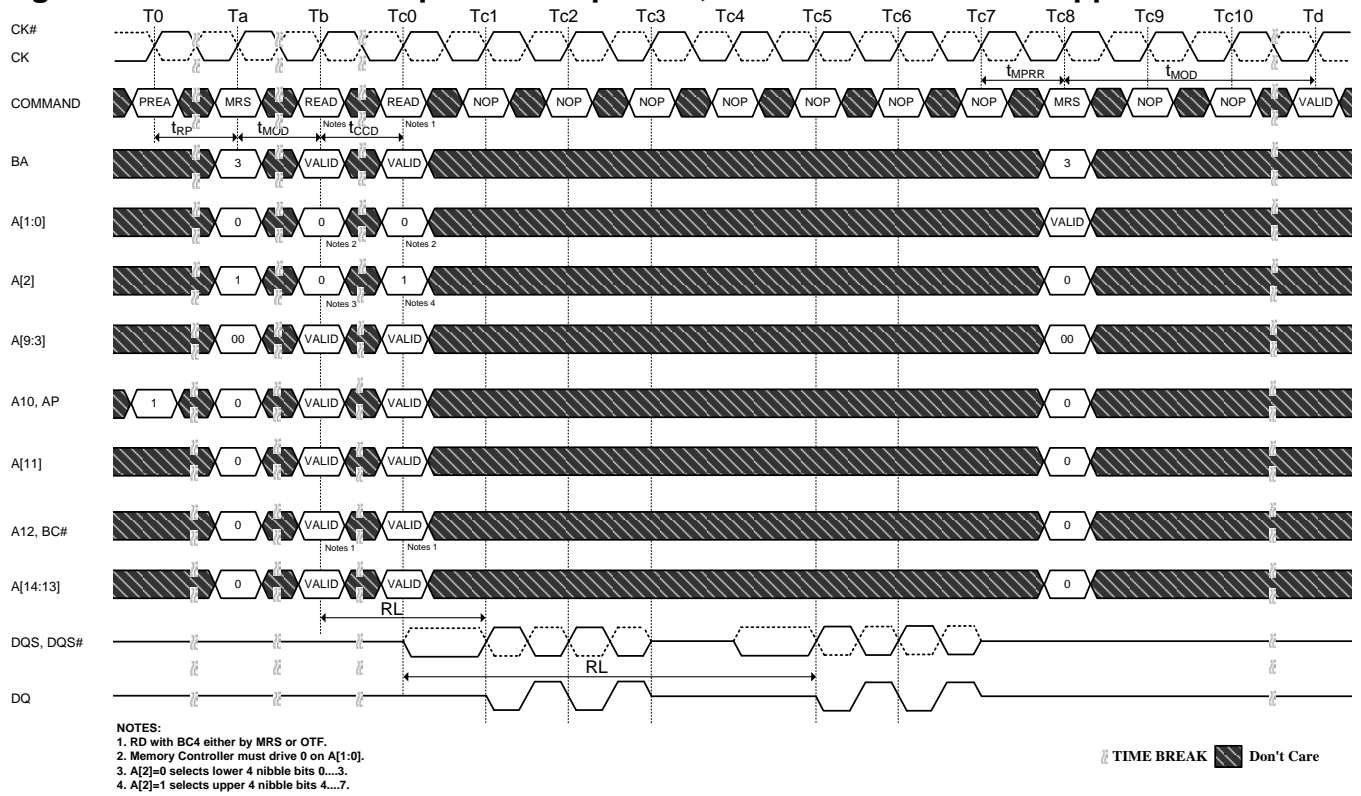 T0 Ta Tb Tc0 Tc1 Tc2 Tc3 Tc4 Tc5 Tc6 Tc7 Tc8 Tc9 Tc10 Td
CK#
CK
tMPRR tMOD
COMMAND PREA MRS READ READ NOP NOP NOP NOP NOP NOP NOP MRS NOP NOP VALID
Notes 1 Notes 1
tRP tMOD tCCD
BA 3 VALID VALID 3
A[1:0] 0 0 0 VALID
Notes 2 Notes 2
A[2] 1 0 1 0
Notes 3 Notes 4
A[9:3] 00 VALID VALID 00
A10, AP 1 0 VALID VALID 0
A[11] 0 VALID VALID 0
A12, BC# 0 VALID VALID 0
Notes 1 Notes 1
A[14:13] 0 VALID VALID 0
RL
DQS, DQS#
RL
DQ
NOTES:
1. RD with BC4 either by MRS or OTF.
2. Memory Controller must drive 0 on A[1:0].
3. A[2]=0 selects lower 4 nibble bits 0....3.
4. A[2]=1 selects upper 4 nibble bits 4....7.
TIME BREAK Don't Care